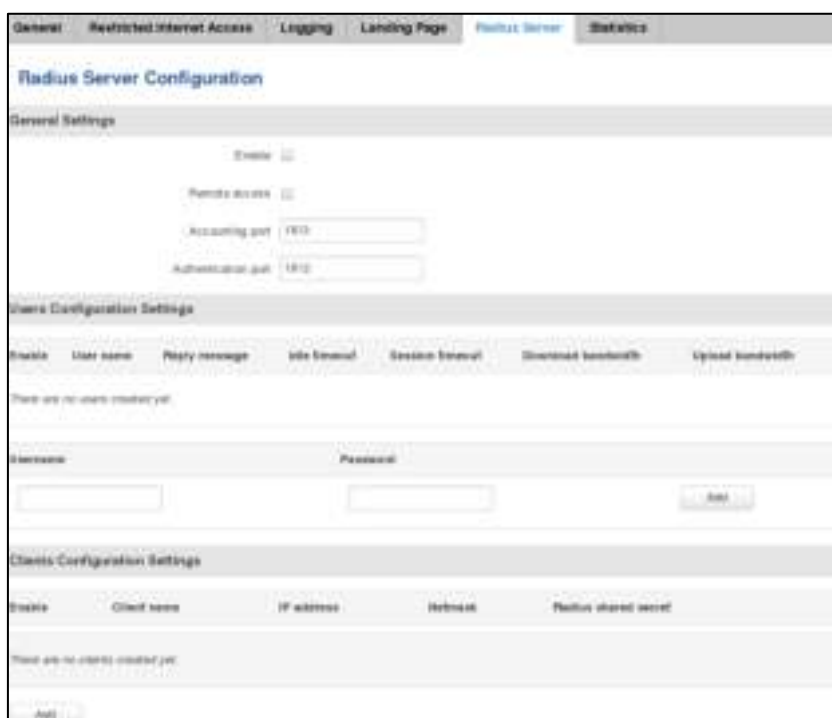 General Restricted Internet Access Logging Landing Page Radius Server Statistics
Radius Server Configuration
General Settings
Enable
Remote access
Accounting port 1813
Authentication port 1812
Users Configuration Settings
Enable User name Reply message Idle timeout Session timeout Download bandwidth Upload bandwidth
There are no users created yet.
Username Password
Add
Clients Configuration Settings
Enable Client name IP address Netmask Radius shared secret
There are no clients created yet.
Add